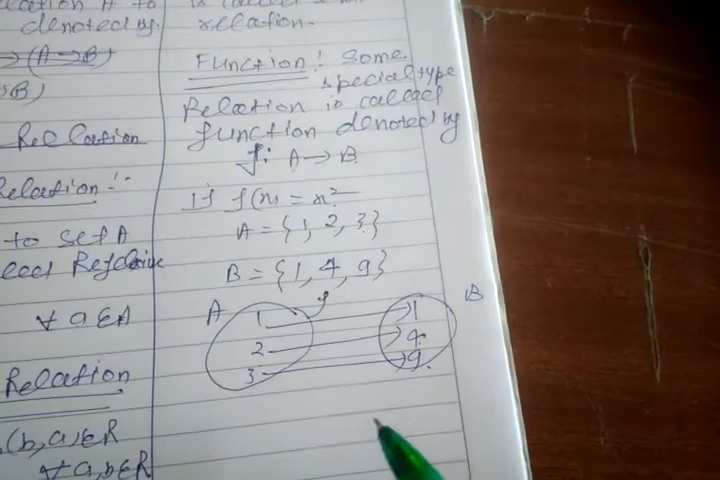 denoted by.
→ (A→B)
Relation
Relation:-
to set A
∀ a∈A
Relation
(b, a)∈R
∀ a,b∈R
relation-
Function: Some
special type
Relation is called
function denoted by
f: A→B
If f(x) = x²
A = {1, 2, 3}
B = {1, 4, 9}
A f B
1 1
2 4
3 9.